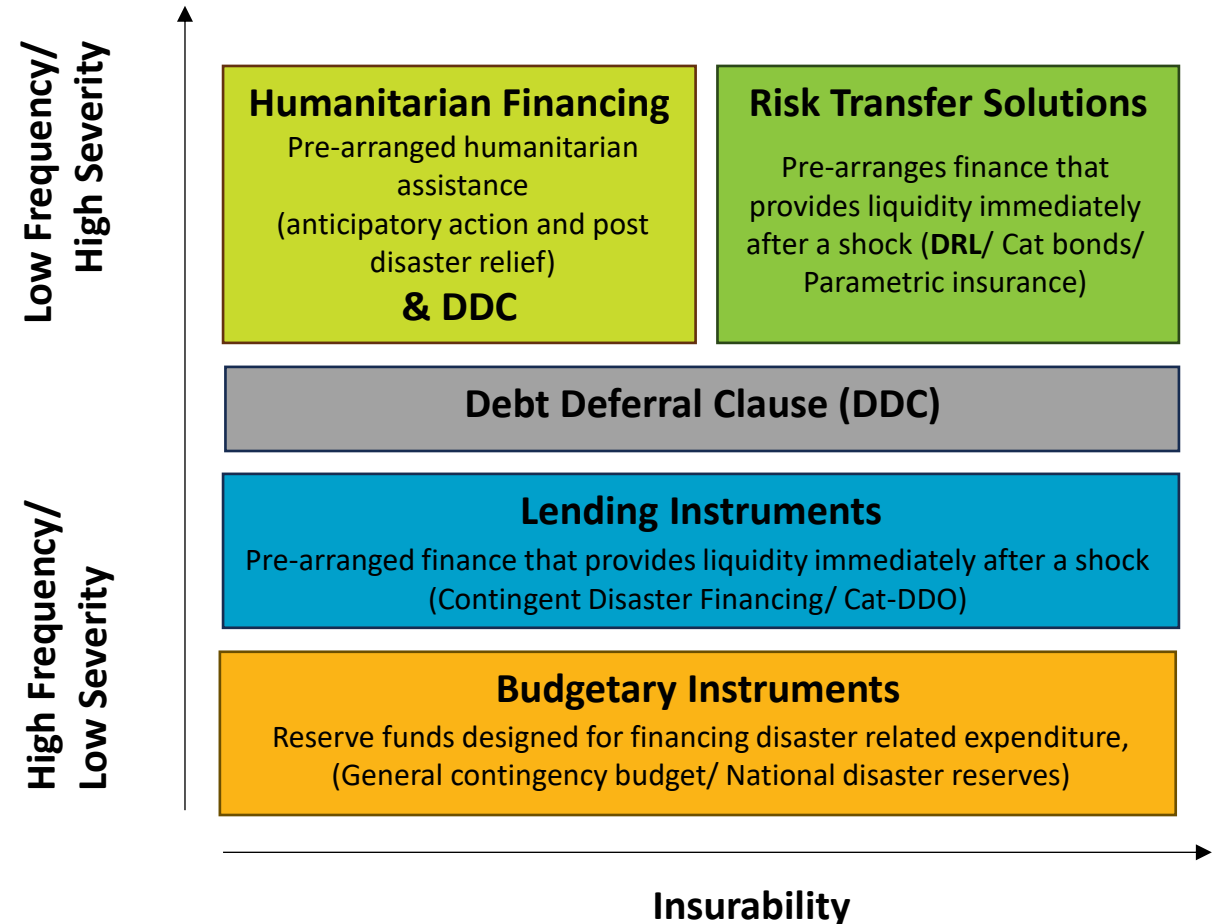 Low Frequency/
High Severity
Humanitarian Financing
Pre-arranged humanitarian
assistance
(anticipatory action and post
disaster relief)
& DDC
Risk Transfer Solutions
Pre-arranges finance that
provides liquidity immediately
after a shock (DRL/ Cat bonds/
Parametric insurance)
Debt Deferral Clause (DDC)
High Frequency/
Low Severity
Lending Instruments
Pre-arranged finance that provides liquidity immediately after a shock
(Contingent Disaster Financing/ Cat-DDO)
Budgetary Instruments
Reserve funds designed for financing disaster related expenditure,
(General contingency budget/ National disaster reserves)
Insurability